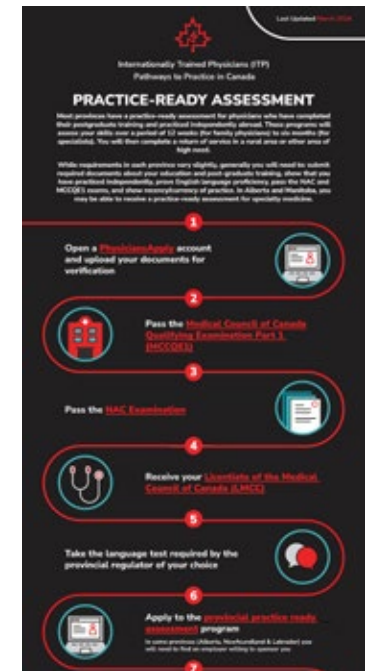 Last Updated March 2024
Internationally Trained Physicians (ITP)
Pathways to Practice in Canada
PRACTICE-READY ASSESSMENT
Most provinces have a practice-ready assessment for physicians who have completed
their postgraduate training and practiced independently abroad. These programs will
assess your skills over a period of 12 weeks (for family physicians) to six months (for
specialists). You will then complete a return of service in a rural area or other area of
high need.
While requirements in each province vary slightly, generally you will need to: submit
required documents about your education and post-graduate training, show that you
have practiced independently, prove English language proficiency, pass the NAC and
MCCQE1 exams, and show recency/currency of practice. In Alberta and Manitoba, you
may be able to receive a practice-ready assessment for specialty medicine.
1
Open a PhysiciansApply account
and upload your documents for
verification
2
Pass the Medical Council of Canada
Qualifying Examination Part 1
(MCCQE1)
3
Pass the NAC Examination
4
Receive your Licentiate of the Medical
Council of Canada (LMCC)
5
Take the language test required by the
provincial regulator of your choice
6
Apply to the provincial practice ready
assessment program
In some provinces (Alberta, Newfoundland & Labrador) you
will need to find an employer willing to sponsor you
7